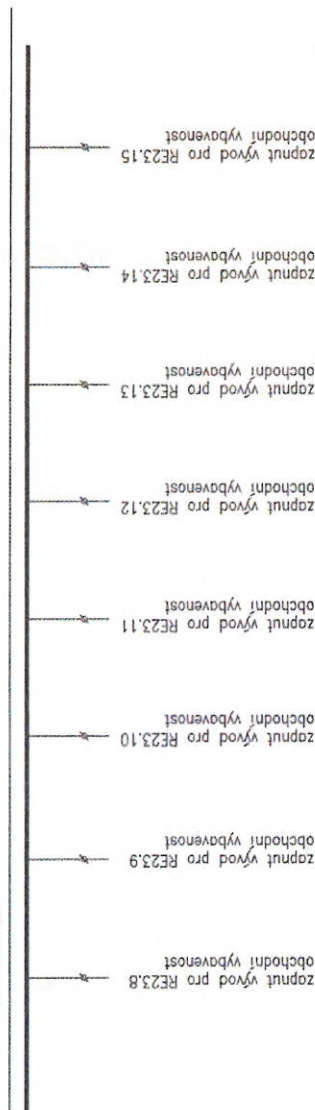 zapnut vývod pro RE23.8
obchodní vybavenost
zapnut vývod pro RE23.9
obchodní vybavenost
zapnut vývod pro RE23.10
obchodní vybavenost
zapnut vývod pro RE23.11
obchodní vybavenost
zapnut vývod pro RE23.12
obchodní vybavenost
zapnut vývod pro RE23.13
obchodní vybavenost
zapnut vývod pro RE23.14
obchodní vybavenost
zapnut vývod pro RE23.15
obchodní vybavenost